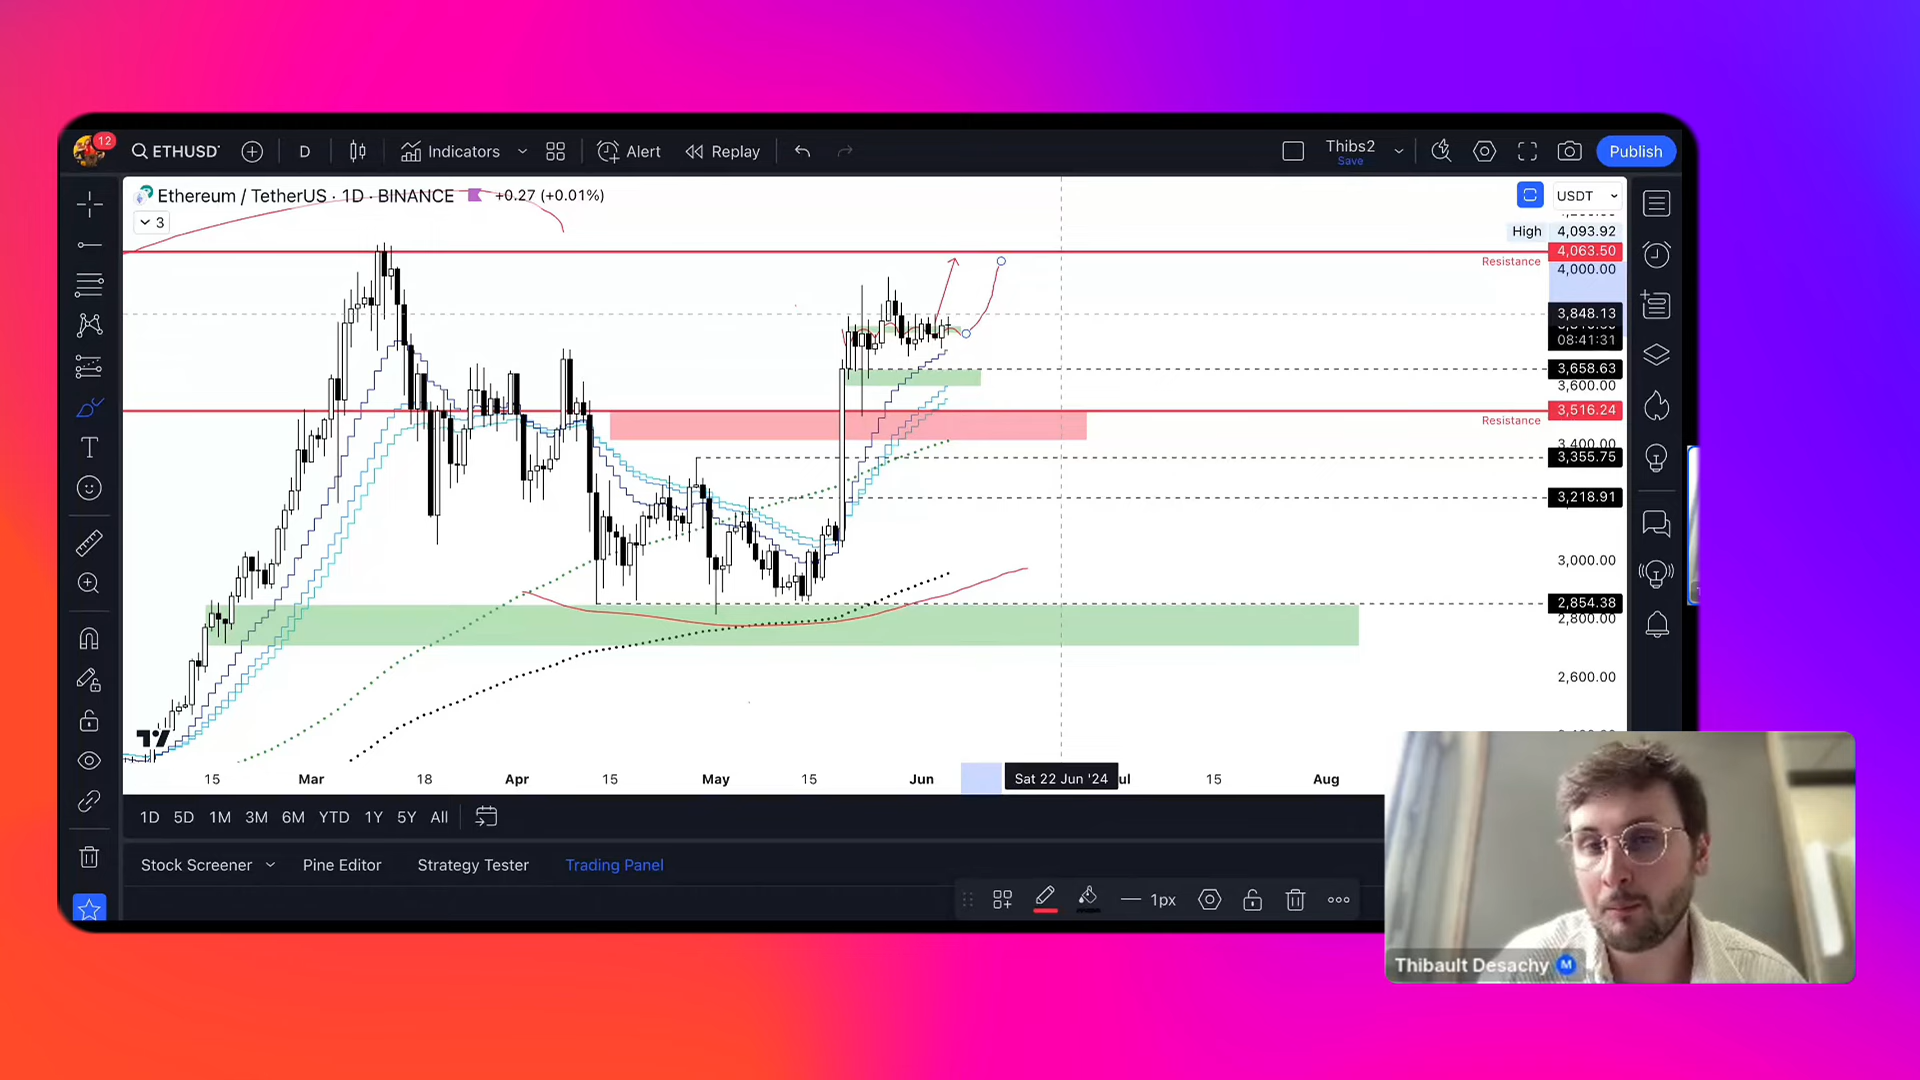 12
ETHUSD
D
Indicators
Alert
Replay
Thibs2
Save
Publish
Ethereum / TetherUS · 1D · BINANCE +0.27 (+0.01%)
3
USDT
High 4,093.92
4,063.50
Resistance
4,000.00
3,848.13
08:41:31
3,658.63
3,600.00
3,516.24
Resistance
3,400.00
3,355.75
3,218.91
3,000.00
2,854.38
2,800.00
2,600.00
15 Mar 18 Apr 15 May 15 Jun Sat 22 Jun '24 ul 15 Aug
1D 5D 1M 3M 6M YTD 1Y 5Y All
Stock Screener Pine Editor Strategy Tester Trading Panel
1px
Thibault Desachy M